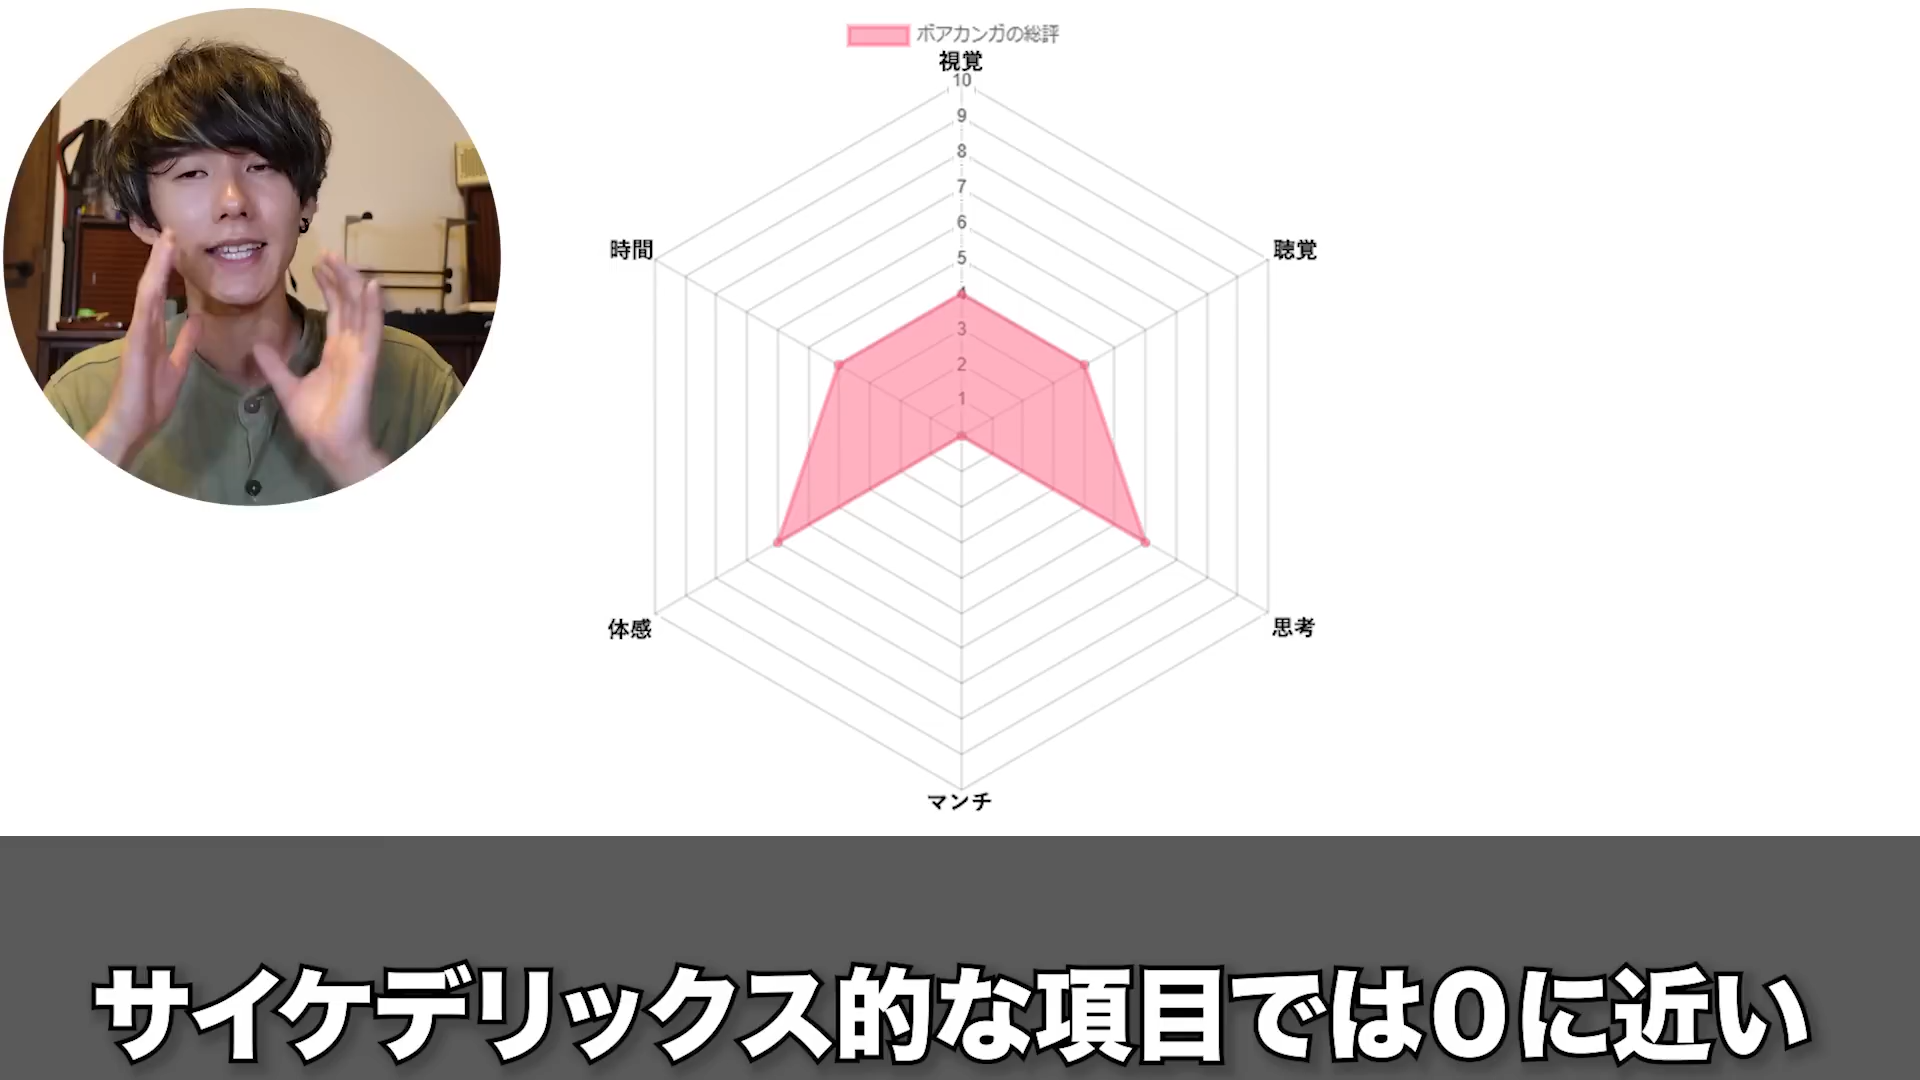 ボアカンガの総評
視覚
10
9
8
7
6
5
4
3
2
1
時間
聴覚
体感
思考
マンチ
サイケデリックス的な項目では0に近い